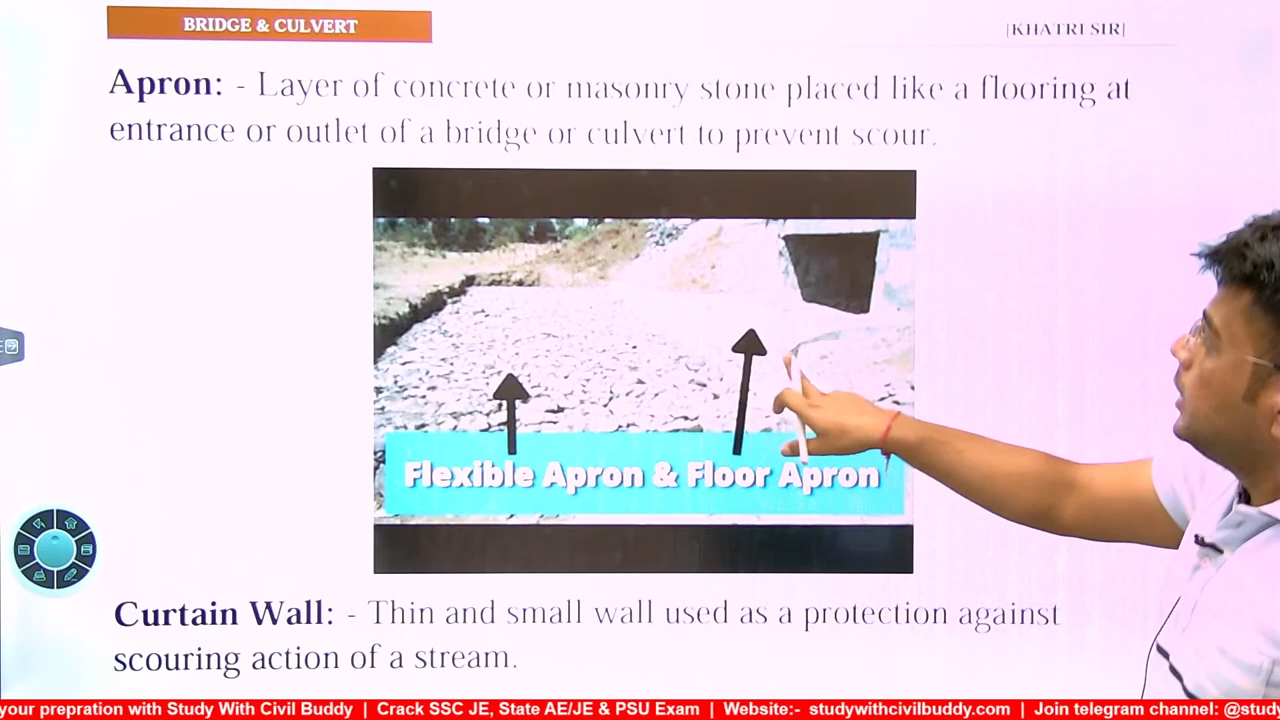 BRIDGE & CULVERT
|KHATRI SIR|
Apron: - Layer of concrete or masonry stone placed like a flooring at
entrance or outlet of a bridge or culvert to prevent scour.
Flexible Apron & Floor Apron
Curtain Wall: - Thin and small wall used as a protection against
scouring action of a stream.
your prepration with Study With Civil Buddy | Crack SSC JE, State AE/JE & PSU Exam | Website:- studywithcivilbuddy.com | Join telegram channel: @study